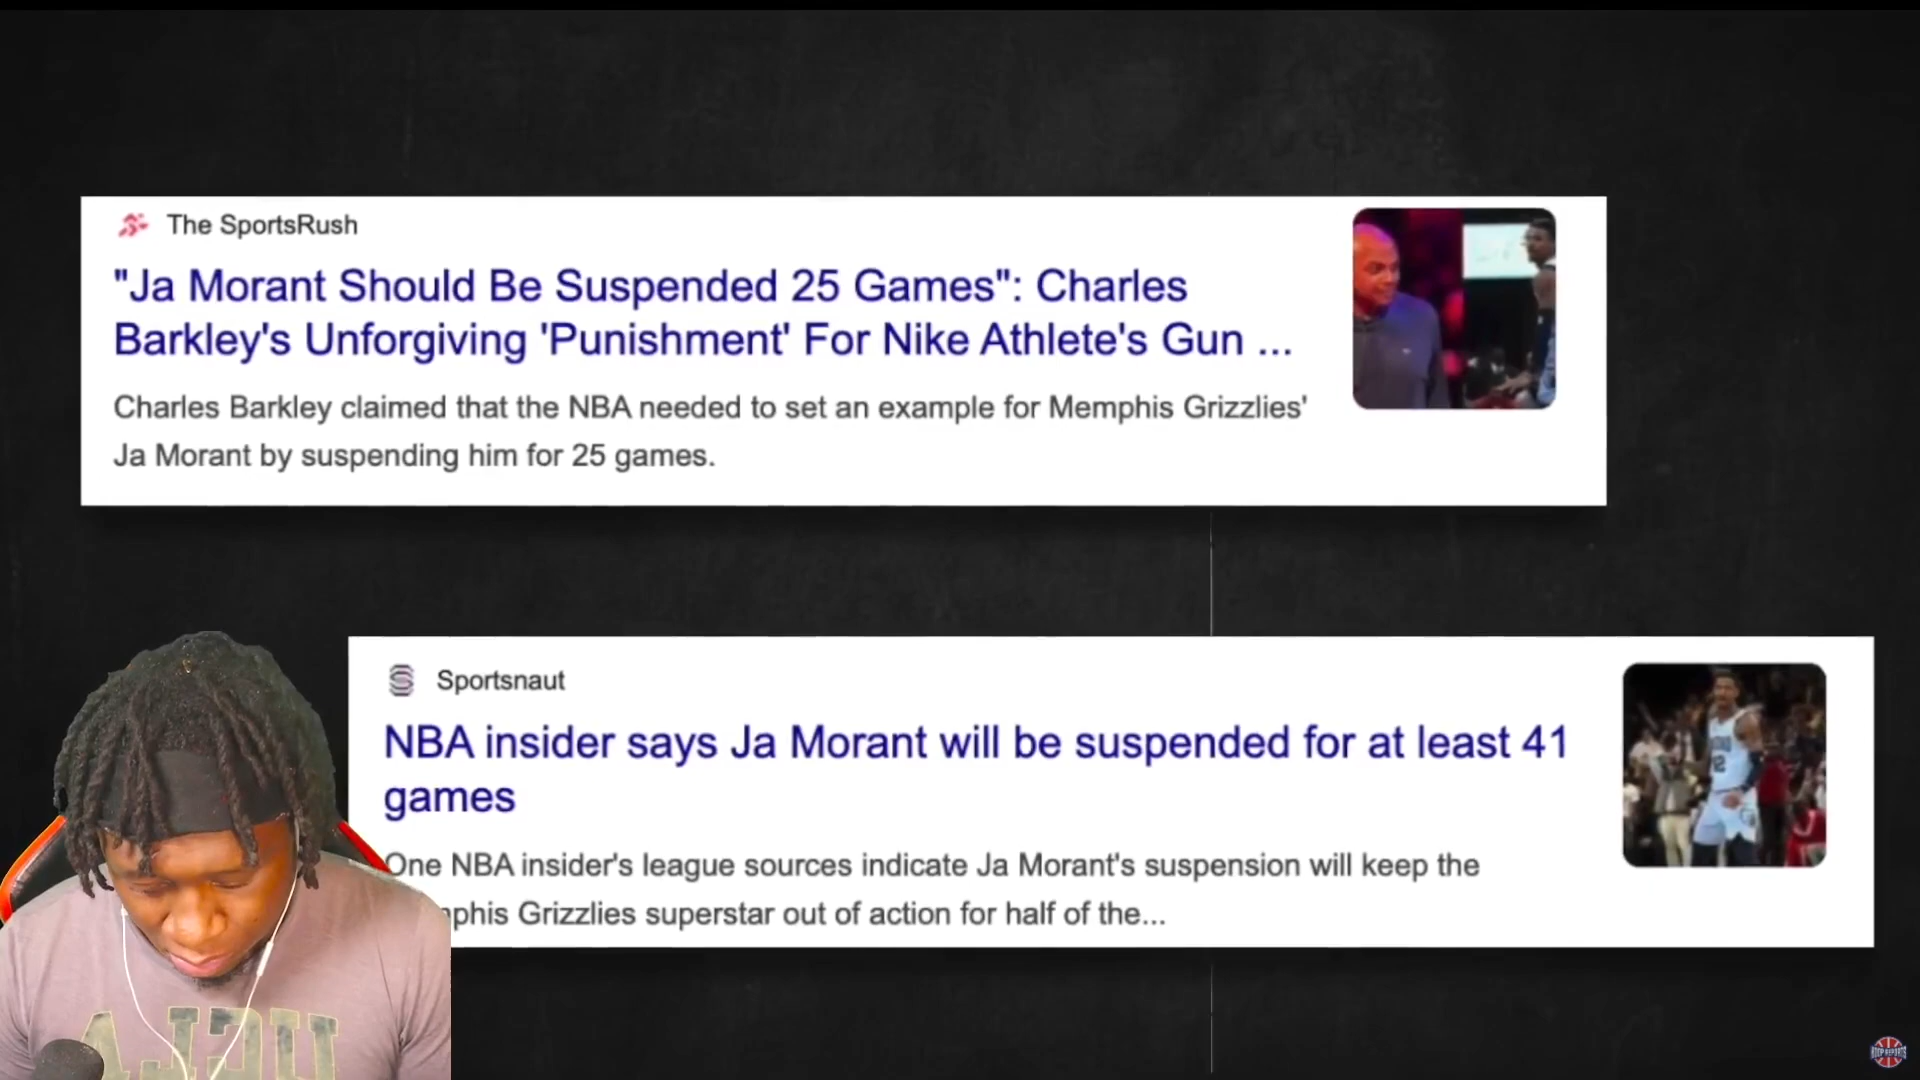 The SportsRush
"Ja Morant Should Be Suspended 25 Games": Charles
Barkley's Unforgiving 'Punishment' For Nike Athlete's Gun ...
Charles Barkley claimed that the NBA needed to set an example for Memphis Grizzlies'
Ja Morant by suspending him for 25 games.
Sportsnaut
NBA insider says Ja Morant will be suspended for at least 41
games
One NBA insider's league sources indicate Ja Morant's suspension will keep the
phis Grizzlies superstar out of action for half of the...
UCLA
HOOP REPORTS